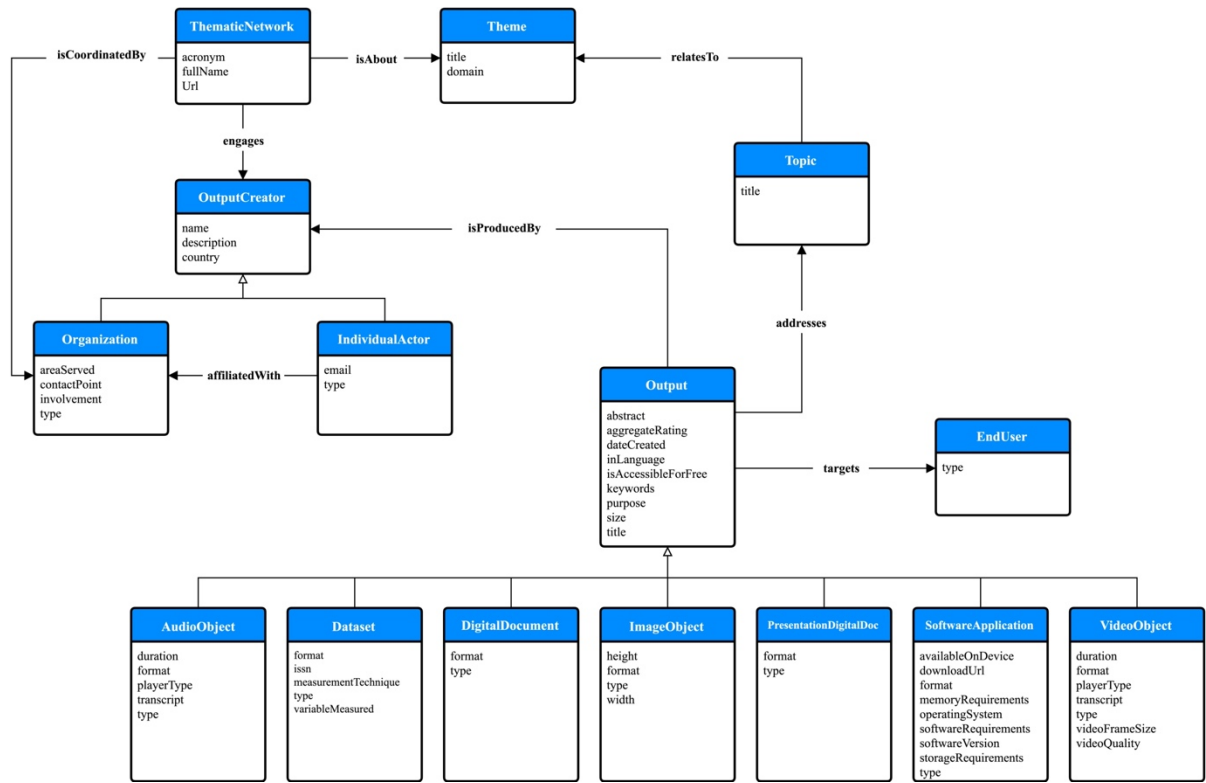 ThematicNetwork
acronym
fullName
Url
Theme
title
domain
isCoordinatedBy
isAbout
relatesTo
engages
Topic
title
OutputCreator
name
description
country
isProducedBy
addresses
Organization
areaServed
contactPoint
involvement
type
affiliatedWith
IndividualActor
email
type
Output
abstract
aggregateRating
dateCreated
inLanguage
isAccessibleForFree
keywords
purpose
size
title
targets
EndUser
type
AudioObject
duration
format
playerType
transcript
type
Dataset
format
issn
measurementTechnique
type
variableMeasured
DigitalDocument
format
type
ImageObject
height
format
type
width
PresentationDigitalDoc
format
type
SoftwareApplication
availableOnDevice
downloadUrl
format
memoryRequirements
operatingSystem
softwareRequirements
softwareVersion
storageRequirements
type
VideoObject
duration
format
playerType
transcript
type
videoFrameSize
videoQuality